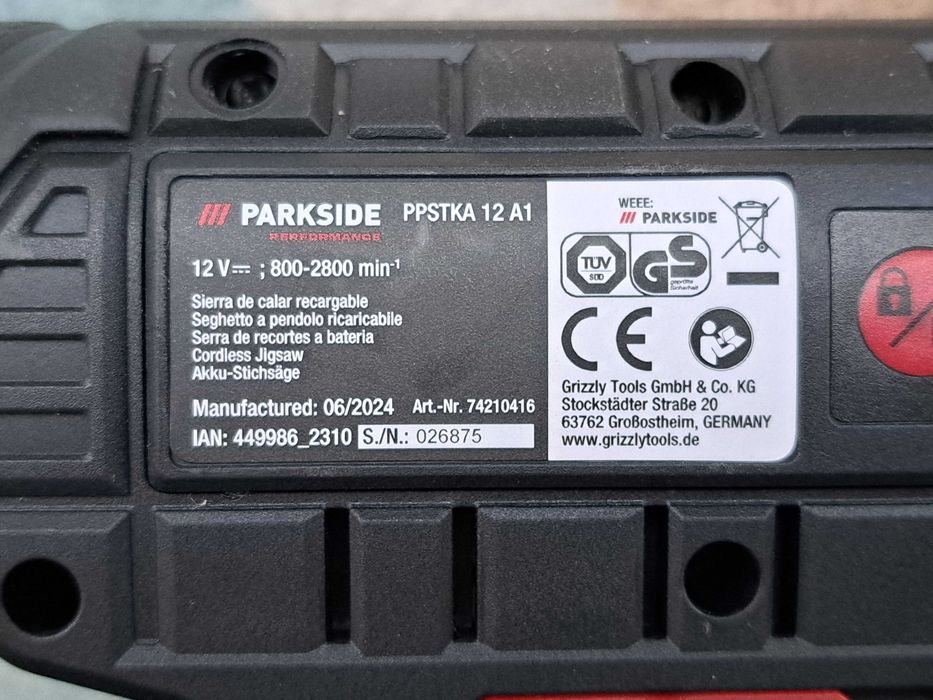 PARKSIDE PPSTKA 12 A1
PERFORMANCE
12 V ⎓ ; 800-2800 min⁻¹
Sierra de calar recargable
Seghetto a pendolo ricaricabile
Serra de recortes a bateria
Cordless Jigsaw
Akku-Stichsäge
Manufactured: 06/2024 Art.-Nr. 74210416
IAN: 449986_2310 S./N.: 026875
WEEE:
PARKSIDE
TÜV
SÜD
GS
geprüfte
Sicherheit
CE
Grizzly Tools GmbH & Co. KG
Stockstädter Straße 20
63762 Großostheim, GERMANY
www.grizzlytools.de